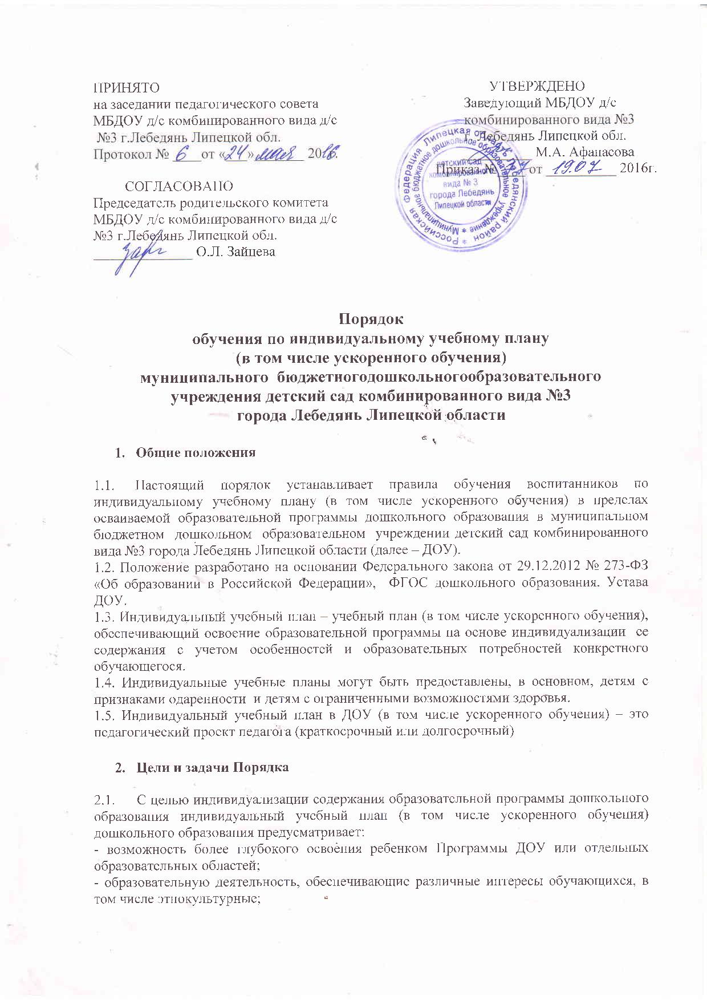 ПРИНЯТО
на заседании педагогического совета
МБДОУ д/с комбинированного вида д/с
№3 г.Лебедянь Липецкой обл.
Протокол № 6 от «24» мая 2016г.
СОГЛАСОВАНО
Председатель родительского комитета
МБДОУ д/с комбинированного вида д/с
№3 г.Лебедянь Липецкой обл.
О.Л. Зайцева
УТВЕРЖДЕНО
Заведующий МБДОУ д/с
комбинированного вида №3
г. Лебедянь Липецкой обл.
М.А. Афанасова
Приказ № от 19.07 2016г.
Российская Федерация Липецкая область Лебедянский район
Муниципальное бюджетное дошкольное образовательное учреждение
детский сад
комбинированного
вида № 3
города Лебедянь
Липецкой области
Порядок
обучения по индивидуальному учебному плану
(в том числе ускоренного обучения)
муниципального бюджетногодошкольногообразовательного
учреждения детский сад комбинированного вида №3
города Лебедянь Липецкой области
1. Общие положения
1.1. Настоящий порядок устанавливает правила обучения воспитанников по
индивидуальному учебному плану (в том числе ускоренного обучения) в пределах
осваиваемой образовательной программы дошкольного образования в муниципальном
бюджетном дошкольном образовательном учреждении детский сад комбинированного
вида №3 города Лебедянь Липецкой области (далее – ДОУ).
1.2. Положение разработано на основании Федерального закона от 29.12.2012 № 273-ФЗ
«Об образовании в Российской Федерации», ФГОС дошкольного образования. Устава
ДОУ.
1.3. Индивидуальный учебный план – учебный план (в том числе ускоренного обучения),
обеспечивающий освоение образовательной программы на основе индивидуализации ее
содержания с учетом особенностей и образовательных потребностей конкретного
обучающегося.
1.4. Индивидуальные учебные планы могут быть предоставлены, в основном, детям с
признаками одаренности и детям с ограниченными возможностями здоровья.
1.5. Индивидуальный учебный план в ДОУ (в том числе ускоренного обучения) – это
педагогический проект педагога (краткосрочный или долгосрочный)
2. Цели и задачи Порядка
2.1. С целью индивидуализации содержания образовательной программы дошкольного
образования индивидуальный учебный план (в том числе ускоренного обучения)
дошкольного образования предусматривает:
- возможность более глубокого освоения ребенком Программы ДОУ или отдельных
образовательных областей;
- образовательную деятельность, обеспечивающие различные интересы обучающихся, в
том числе этнокультурные;